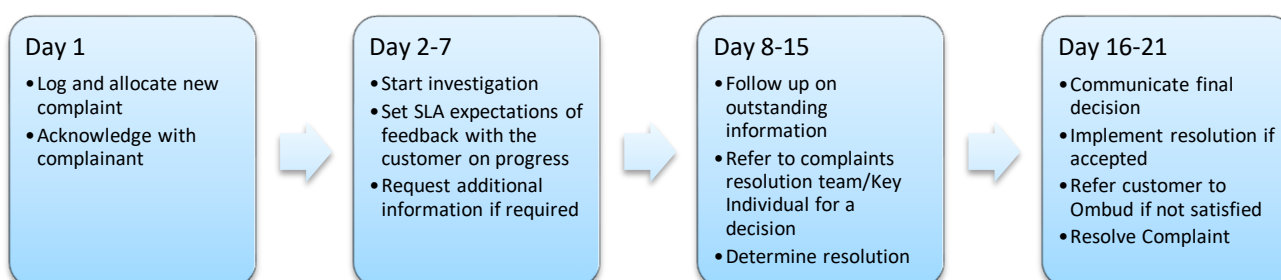 Day 1
•Log and allocate new
complaint
•Acknowledge with
complainant
Day 2-7
•Start investigation
•Set SLA expectations of
feedback with the
customer on progress
•Request additional
information if required
Day 8-15
•Follow up on
outstanding
information
•Refer to complaints
resolution team/Key
Individual for a
decision
•Determine resolution
Day 16-21
•Communicate final
decision
•Implement resolution if
accepted
•Refer customer to
Ombud if not satisfied
•Resolve Complaint